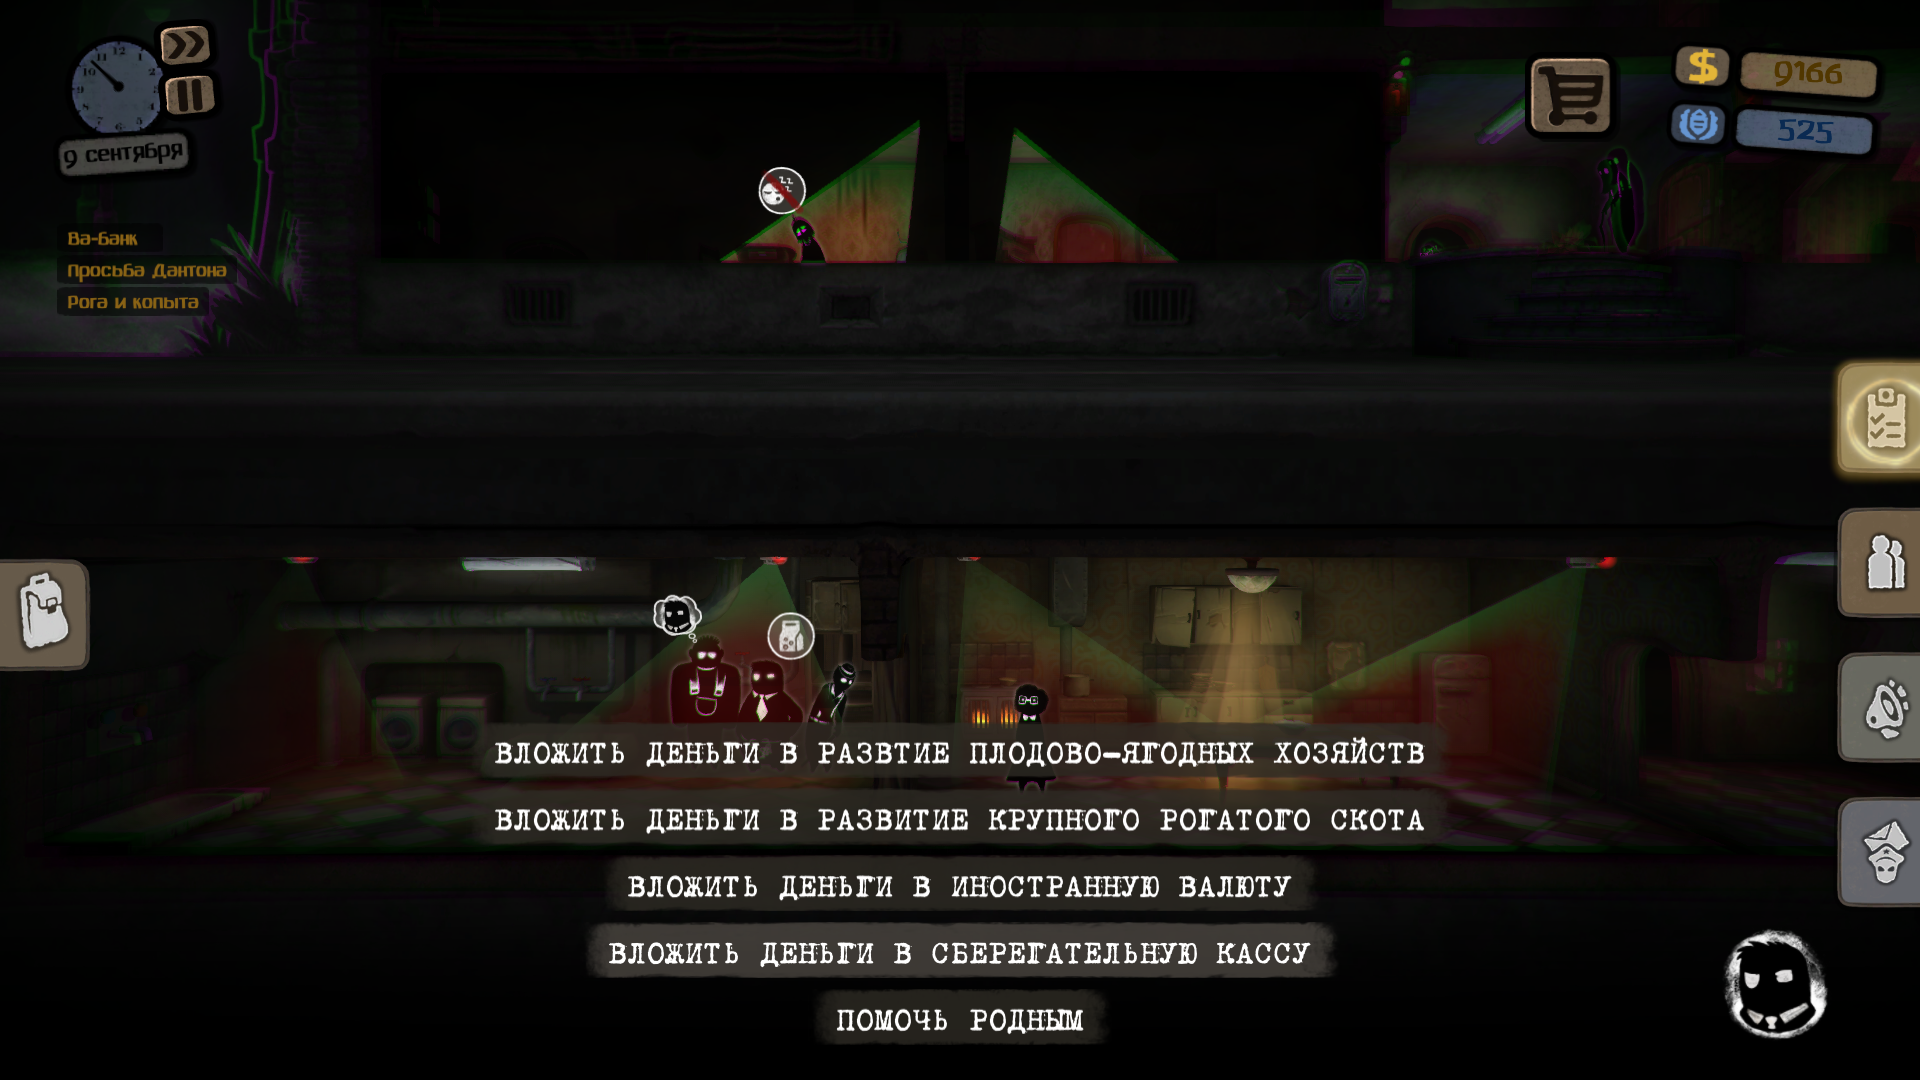 9 сентября
$ 9166
525
Ва-Банк
Просьба Дантона
Рога и копыта
ВЛОЖИТЬ ДЕНЬГИ В РАЗВТИЕ ПЛОДОВО-ЯГОДНЫХ ХОЗЯЙСТВ
ВЛОЖИТЬ ДЕНЬГИ В РАЗВИТИЕ КРУПНОГО РОГАТОГО СКОТА
ВЛОЖИТЬ ДЕНЬГИ В ИНОСТРАННУЮ ВАЛЮТУ
ВЛОЖИТЬ ДЕНЬГИ В СБЕРЕГАТЕЛЬНУЮ КАССУ
ПОМОЧЬ РОДНЫМ